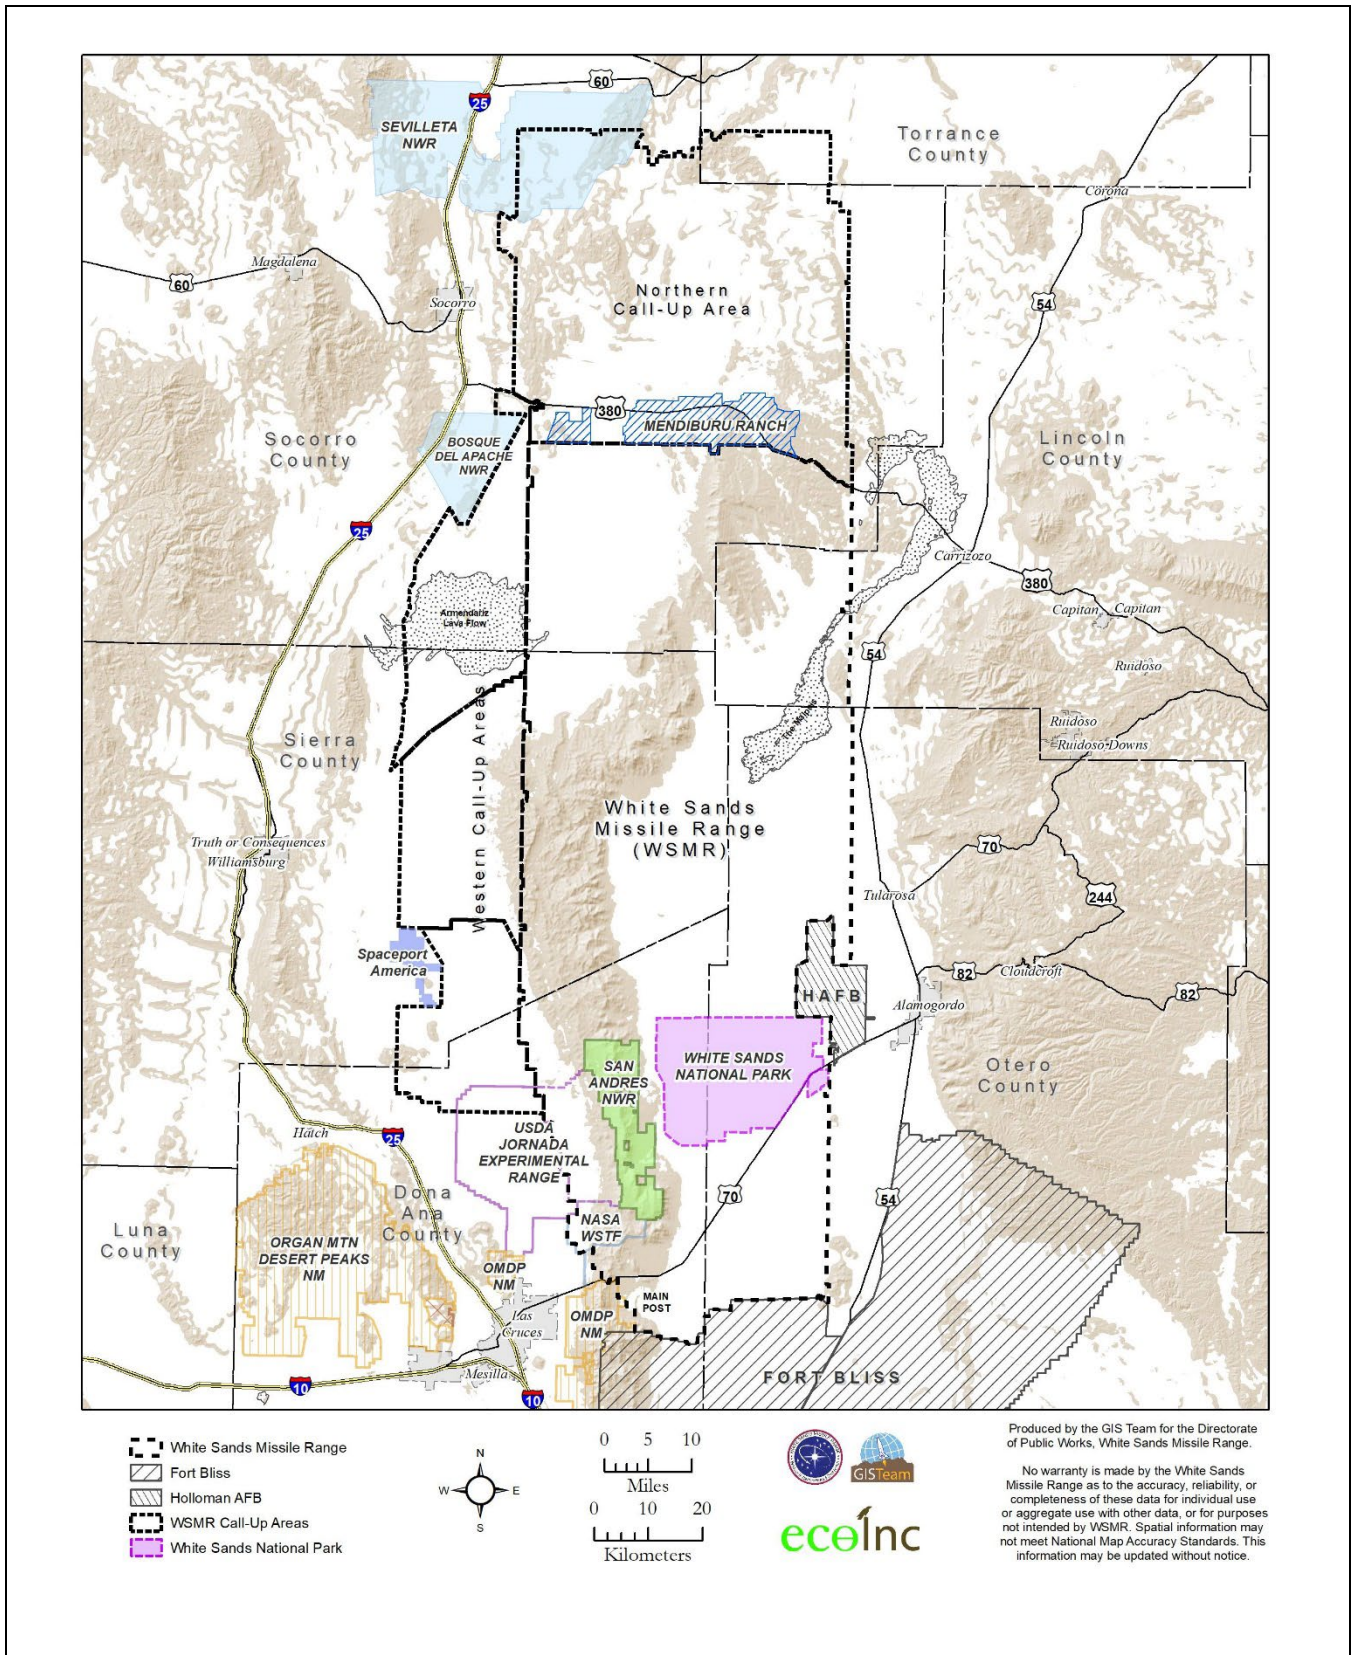 60
25
SEVILLETA
NWR
Torrance
County
Corona
Magdalena
60
Northern
Call-Up Area
Socorro
54
380
MENDIBURU RANCH
Socorro
County
BOSQUE
DEL APACHE
NWR
Lincoln
County
25
Carrizozo
380
Armendariz
Lava Flow
Capitan
Capitan
54
Ruidoso
Western Call-Up Areas
The Malpais
Ruidoso
Ruidoso Downs
Sierra
County
White Sands
Missile Range
(WSMR)
Truth or Consequences
Williamsburg
70
Tularosa
244
Spaceport
America
82
Cloudcroft
82
HAFB
Alamogordo
SAN
ANDRES
NWR
WHITE SANDS
NATIONAL PARK
Otero
County
Hatch
25
USDA
JORNADA
EXPERIMENTAL
RANGE
Dona
Ana
County
70
54
Luna
County
ORGAN MTN
DESERT PEAKS
NM
NASA
WSTF
OMDP
NM
MAIN
POST
Las
Cruces
OMDP
NM
Mesilla
FORT BLISS
10
10
White Sands Missile Range
Fort Bliss
Holloman AFB
WSMR Call-Up Areas
White Sands National Park
N
W
E
S
0 5 10
Miles
0 10 20
Kilometers
GISTeam
ecoinc
Produced by the GIS Team for the Directorate
of Public Works, White Sands Missile Range.
No warranty is made by the White Sands
Missile Range as to the accuracy, reliability, or
completeness of these data for individual use
or aggregate use with other data, or for purposes
not intended by WSMR. Spatial information may
not meet National Map Accuracy Standards. This
information may be updated without notice.